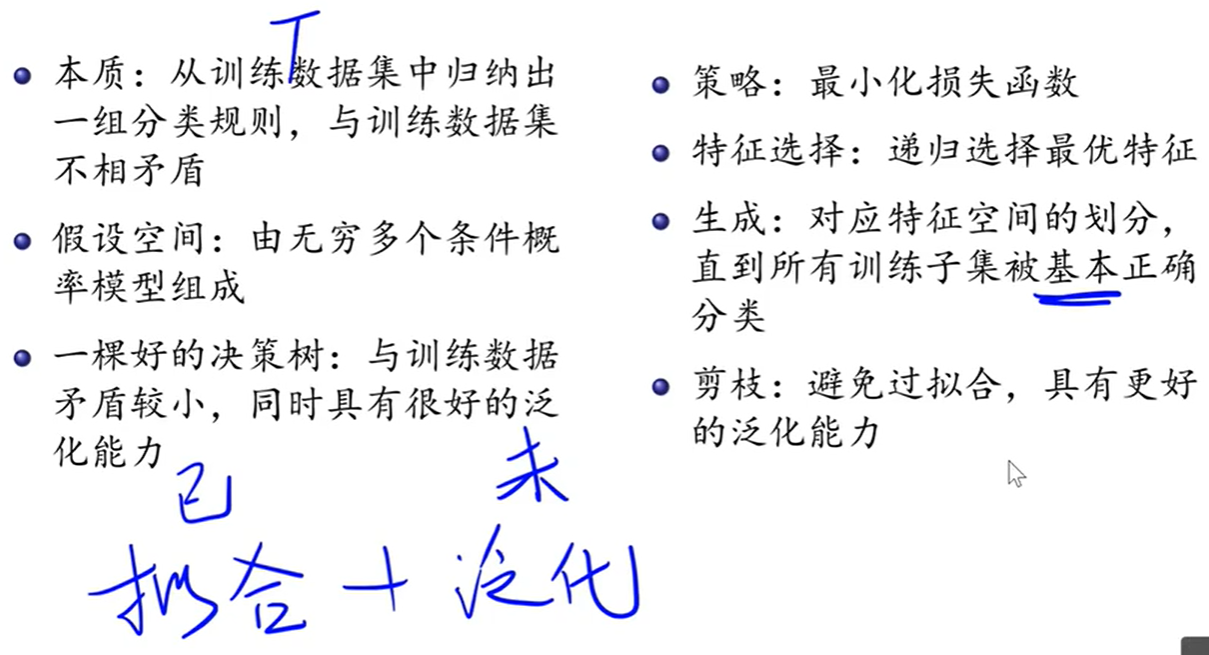 T
本质：从训练数据集中归纳出
一组分类规则，与训练数据集
不相矛盾
假设空间：由无穷多个条件概
率模型组成
一棵好的决策树：与训练数据
矛盾较小，同时具有很好的泛
化能力
已
未
拟合+泛化
策略：最小化损失函数
特征选择：递归选择最优特征
生成：对应特征空间的划分，
直到所有训练子集被基本正确
分类
剪枝：避免过拟合，具有更好
的泛化能力